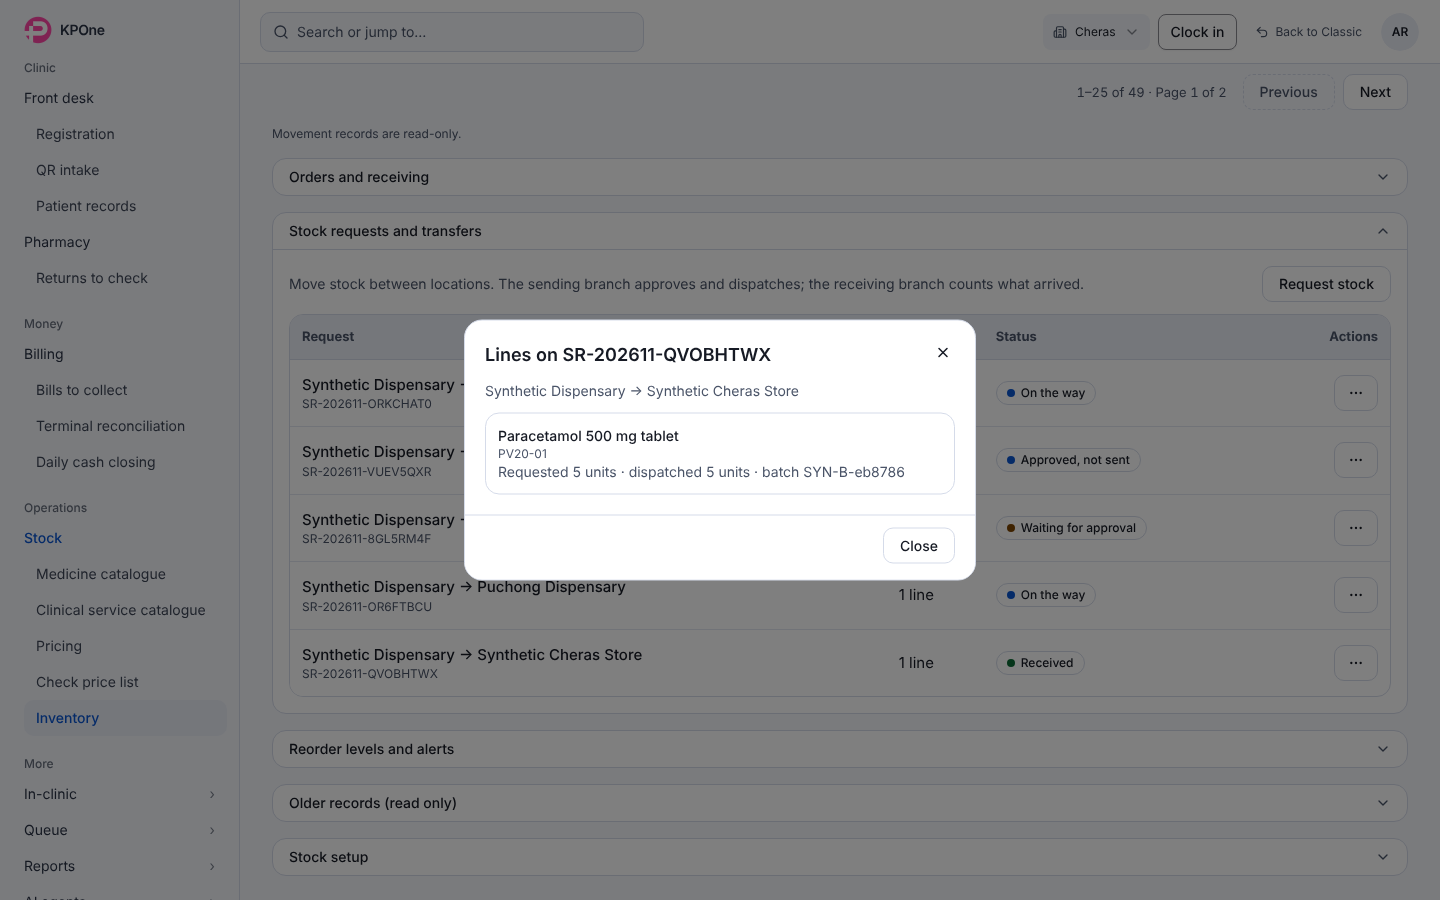 KPOne
Search or jump to...
Cheras
Clock in
Back to Classic
AR
Clinic
Front desk
Registration
QR intake
Patient records
Pharmacy
Returns to check
Money
Billing
Bills to collect
Terminal reconciliation
Daily cash closing
Operations
Stock
Medicine catalogue
Clinical service catalogue
Pricing
Check price list
Inventory
More
In-clinic
Queue
Reports
1–25 of 49 · Page 1 of 2
Previous
Next
Movement records are read-only.
Orders and receiving
Stock requests and transfers
Move stock between locations. The sending branch approves and dispatches; the receiving branch counts what arrived.
Request stock
Request
Status
Actions
Synthetic Dispensary
SR-202611-ORKCHAT0
On the way
Synthetic Dispensary
SR-202611-VUEV5QXR
Approved, not sent
Synthetic Dispensary
SR-202611-8GL5RM4F
Waiting for approval
Synthetic Dispensary → Puchong Dispensary
SR-202611-OR6FTBCU
1 line
On the way
Synthetic Dispensary → Synthetic Cheras Store
SR-202611-QVOBHTWX
1 line
Received
Lines on SR-202611-QVOBHTWX
Synthetic Dispensary → Synthetic Cheras Store
Paracetamol 500 mg tablet
PV20-01
Requested 5 units · dispatched 5 units · batch SYN-B-eb8786
Close
Reorder levels and alerts
Older records (read only)
Stock setup